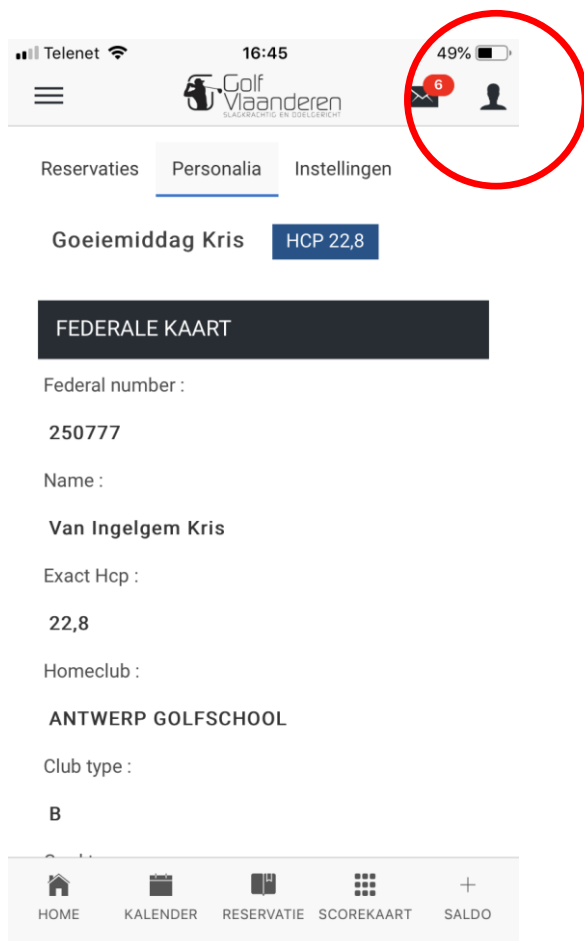 Telenet 16:45 49%
Golf
Vlaanderen
SLAGKRACHTIG EN DOELGERICHT
6
Reservaties Personalia Instellingen
Goeiemiddag Kris HCP 22,8
FEDERALE KAART
Federal number :
250777
Name :
Van Ingelgem Kris
Exact Hcp :
22,8
Homeclub :
ANTWERP GOLFSCHOOL
Club type :
B
HOME KALENDER RESERVATIE SCOREKAART SALDO